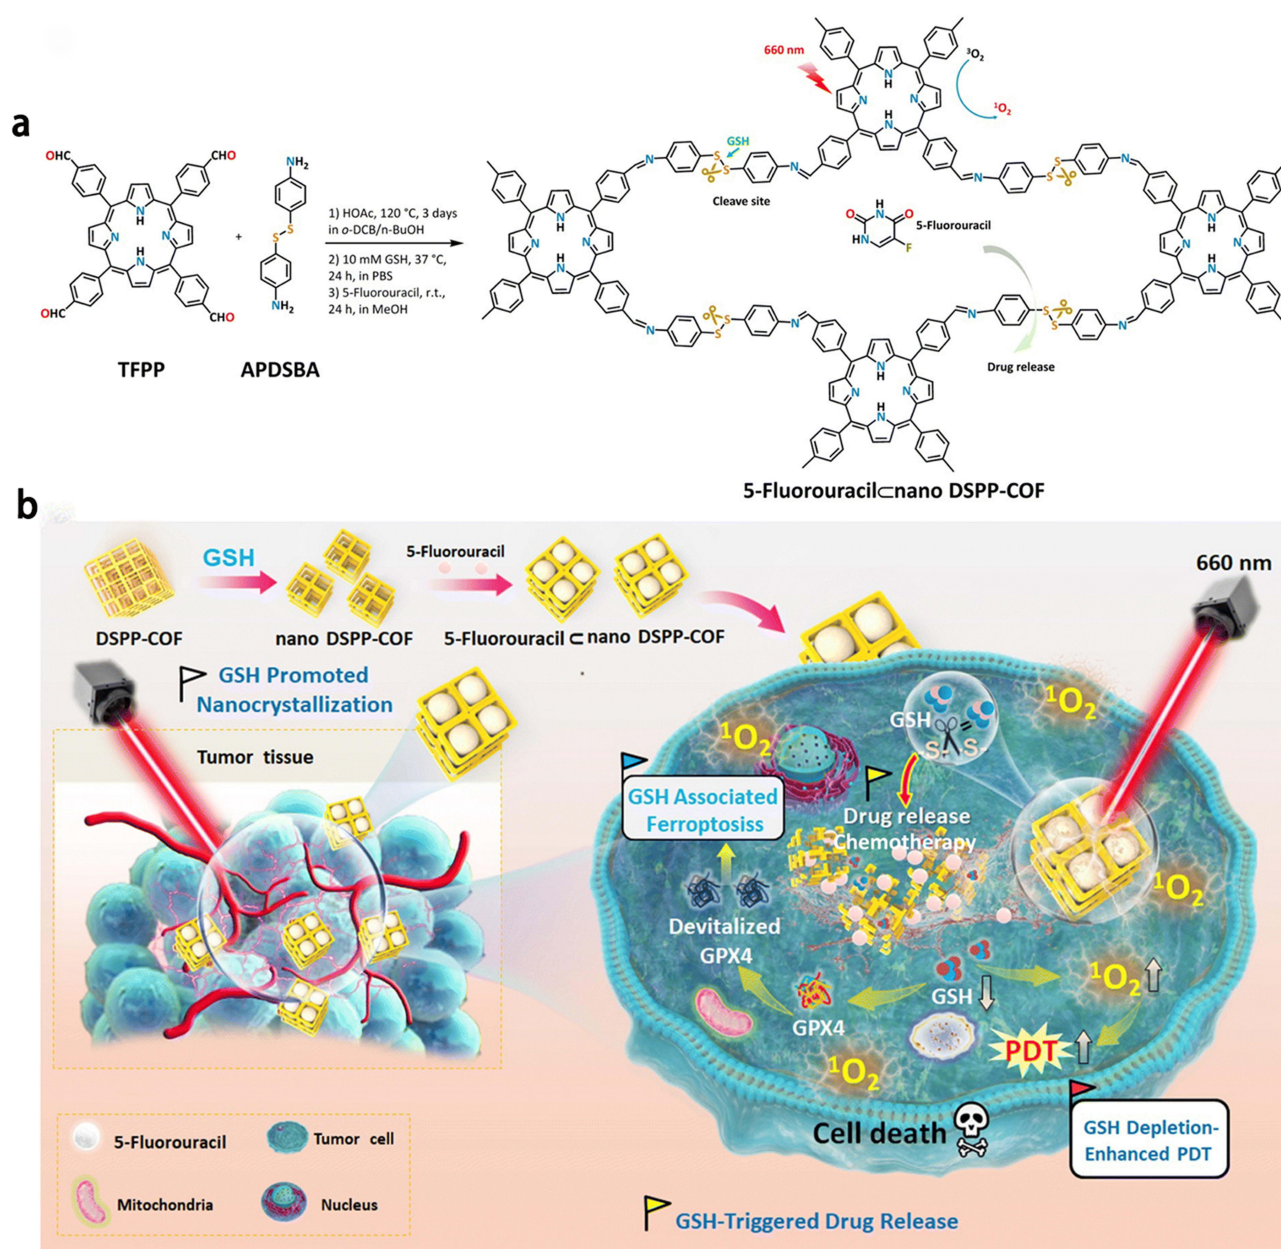 a
OHC
CHO
OHC
CHO
N
H
N
N
H
N
NH₂
S
S
NH₂
+
1) HOAc, 120 °C, 3 days
in o-DCB/n-BuOH
2) 10 mM GSH, 37 °C,
24 h, in PBS
3) 5-Fluorouracil, r.t.,
24 h, in MeOH
TFPP
APDSBA
660 nm
³O₂
¹O₂
N
H
N
N
H
N
GSH
N
S
S
N
N
S
S
N
Cleave site
N
H
N
N
H
N
O
HN
O
HN
F
5-Fluorouracil
N
H
N
N
H
N
N
S
S
N
N
S
S
N
Drug release
N
H
N
N
H
N
5-Fluorouracil⊂nano DSPP-COF
b
GSH
5-Fluorouracil
660 nm
DSPP-COF
nano DSPP-COF
5-Fluorouracil ⊂ nano DSPP-COF
GSH Promoted
Nanocrystallization
Tumor tissue
¹O₂
¹O₂
GSH
-S-
S-
GSH Associated
Ferroptosiss
Drug release
Chemotherapy
¹O₂
Devitalized
GPX4
¹O₂
GSH
GPX4
PDT
¹O₂
Cell death
GSH Depletion-
Enhanced PDT
5-Fluorouracil
Tumor cell
Mitochondria
Nucleus
GSH-Triggered Drug Release